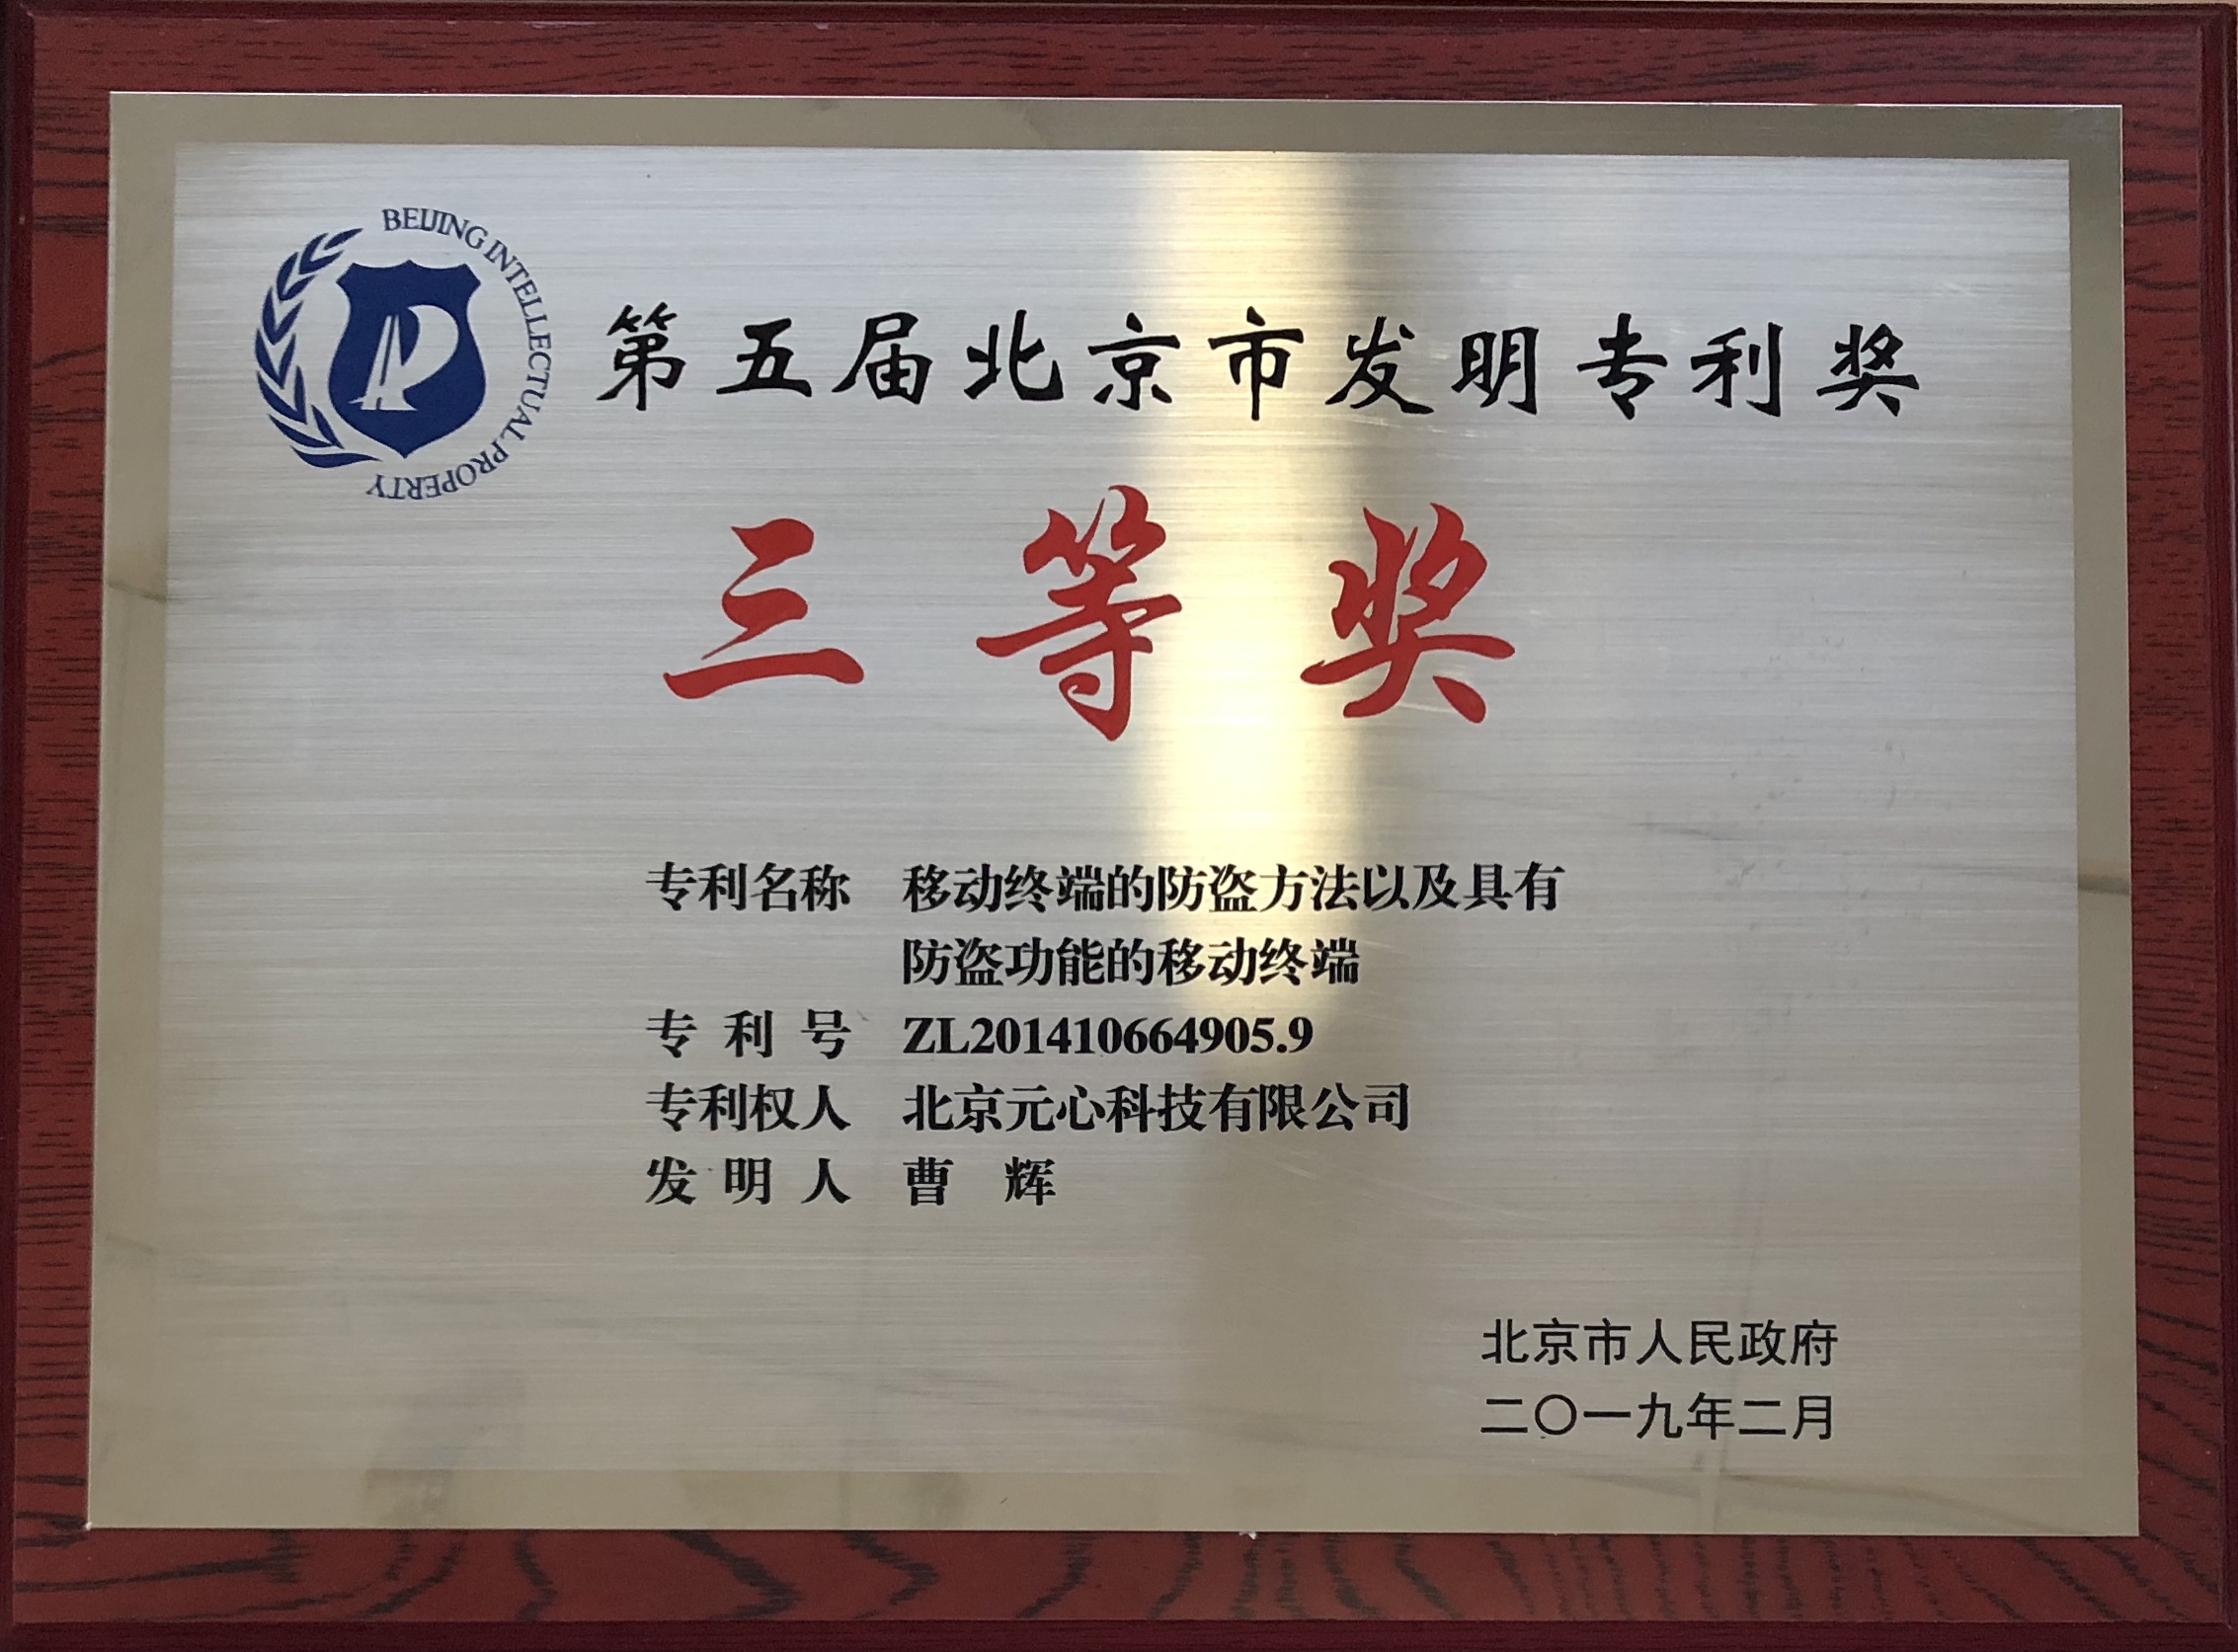 BEIJING INTELLECTUAL PROPERTY
第五届北京市发明专利奖
三等奖
专利名称 移动终端的防盗方法以及具有
防盗功能的移动终端
专利号 ZL201410664905.9
专利权人 北京元心科技有限公司
发明人 曹 辉
北京市人民政府
二〇一九年二月